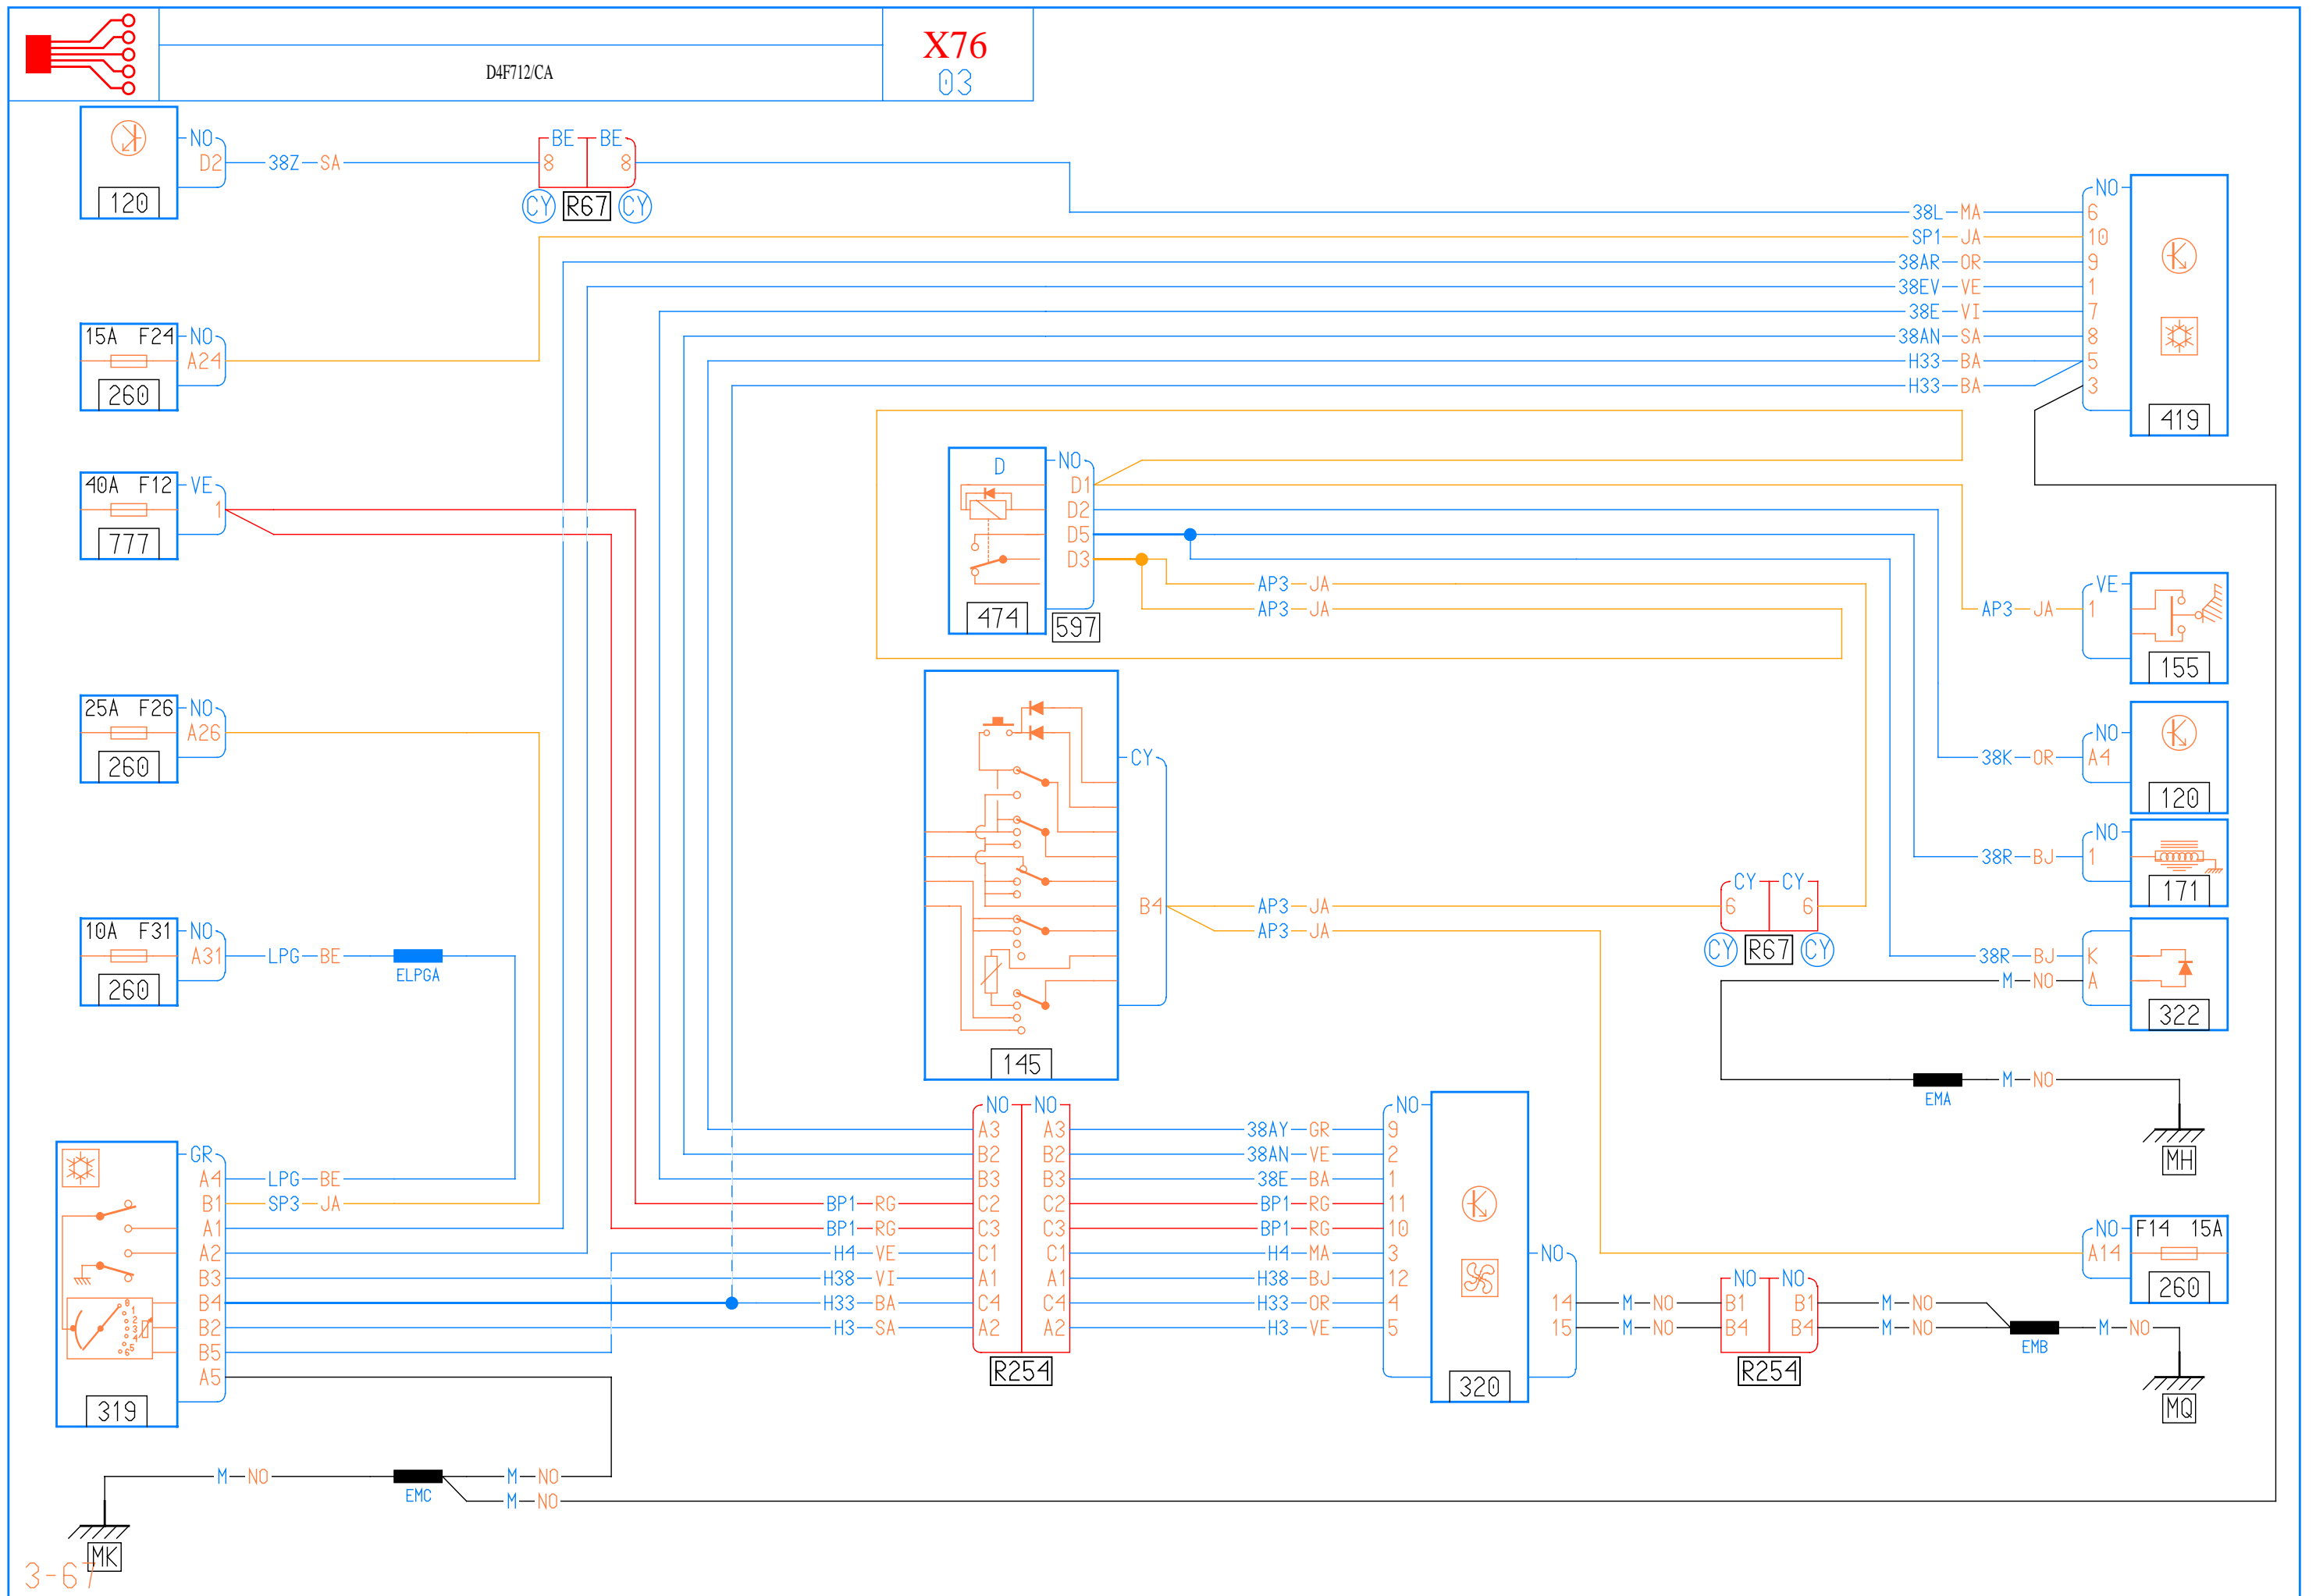 X76
03
D4F712/CA
NO
D2
38Z SA
120
BE BE
8 8
CY R67 CY
15A F24 NO
A24
260
40A F12 VE
1
777
25A F26 NO
A26
260
10A F31 NO
A31 LPG BE
ELPGA
260
GR
A4 LPG BE
B1 SP3 JA
A1
A2
B3
B4
B2
B5
A5
0
1
2
3
4
5
6
319
M NO
EMC
M NO
M NO
MK
3-67
D NO
D1
D2
D5
D3
474 597
AP3 JA
AP3 JA
CY
B4
145
AP3 JA
AP3 JA
CY CY
6 6
CY R67 CY
NO NO
A3 A3 38AY GR 9
B2 B2 38AN VE 2
B3 B3 38E BA 1
BP1 RG C2 C2 BP1 RG 11
BP1 RG C3 C3 BP1 RG 10
H4 VE C1 C1 H4 MA 3
H38 VI A1 A1 H38 BJ 12
H33 BA C4 C4 H33 OR 4
H3 SA A2 A2 H3 VE 5
R254
NO
320
NO
14 M NO
15 M NO
NO NO
B1 B1 M NO
B4 B4 M NO
R254
EMB
M NO
MQ
NO
38L MA 6
SP1 JA 10
38AR OR 9
38EV VE 1
38E VI 7
38AN SA 8
H33 BA 5
H33 BA 3
419
VE
AP3 JA 1
155
NO
38K OR A4
120
NO
38R BJ 1
171
38R BJ K
M NO A
322
EMA
M NO
MH
NO F14 15A
A14
260